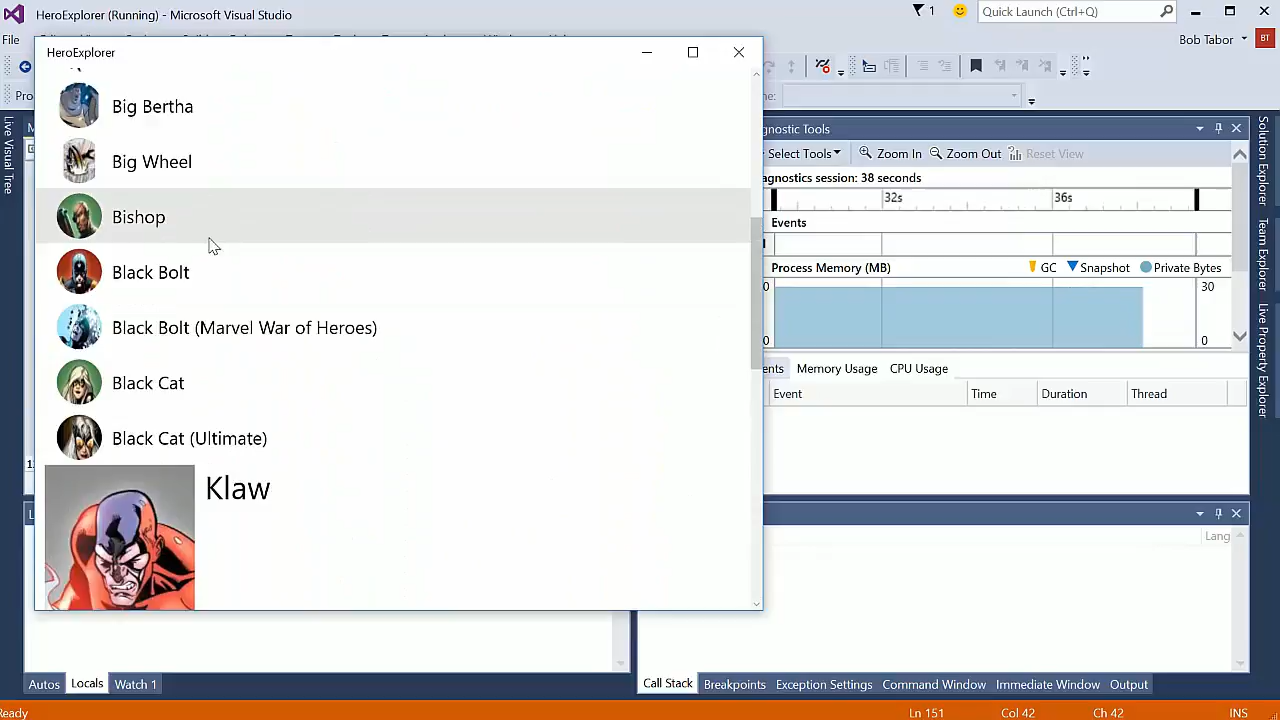 HeroExplorer (Running) - Microsoft Visual Studio
1
Quick Launch (Ctrl+Q)
File
Bob Tabor
BT
HeroExplorer
Big Bertha
Big Wheel
Bishop
Black Bolt
Black Bolt (Marvel War of Heroes)
Black Cat
Black Cat (Ultimate)
Klaw
Live Visual Tree
gnostic Tools
Select Tools
Zoom In
Zoom Out
Reset View
agnostics session: 38 seconds
32s
36s
Events
Process Memory (MB)
GC
Snapshot
Private Bytes
0
30
0
0
ents
Memory Usage
CPU Usage
Event
Time
Duration
Thread
Lang
Solution Explorer
Team Explorer
Live Property Explorer
Autos
Locals
Watch 1
Call Stack
Breakpoints
Exception Settings
Command Window
Immediate Window
Output
Ready
Ln 151
Col 42
Ch 42
INS